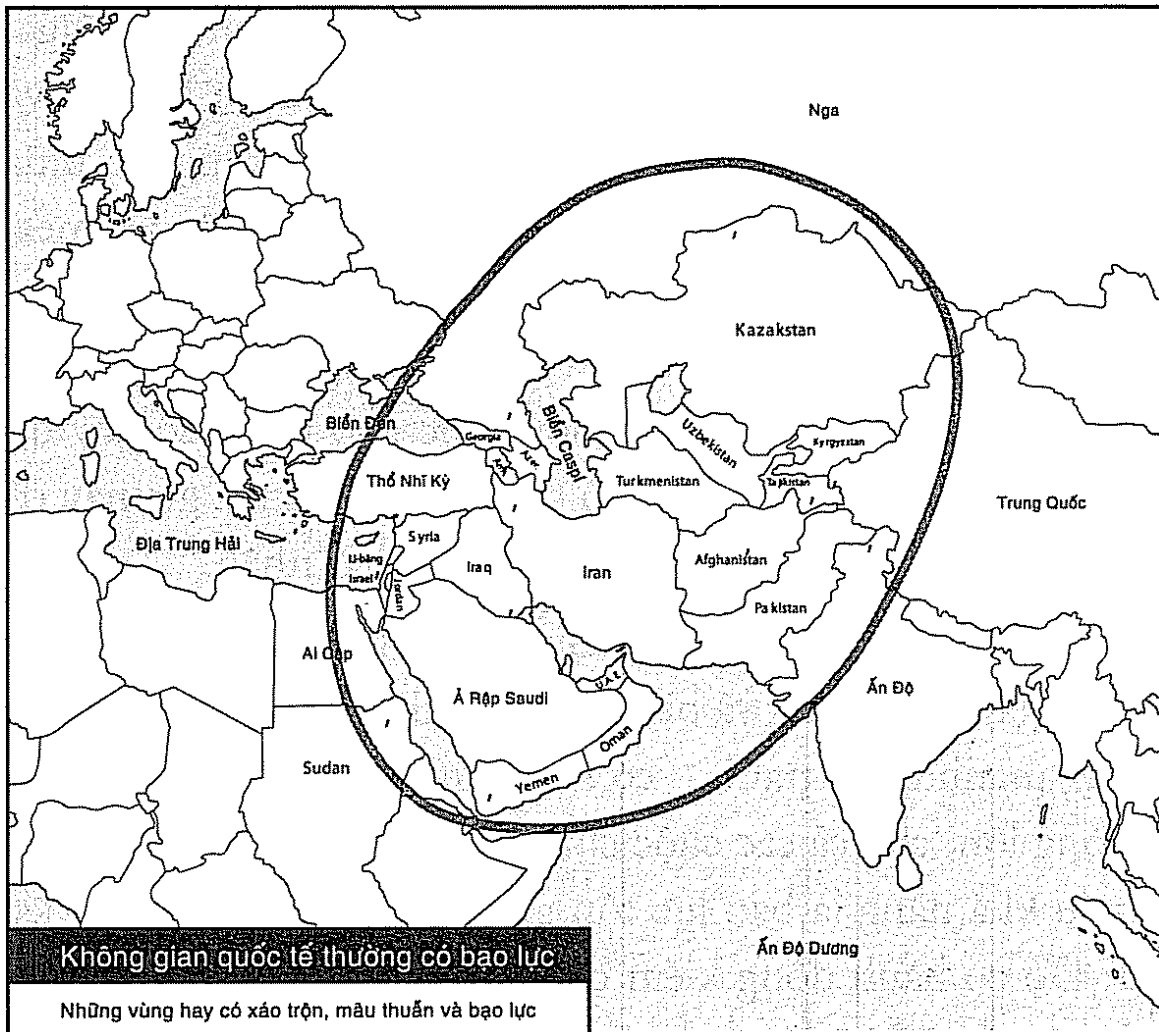 Nga
Kazakstan
Biển Đen
Biển Caspi
Georgia
Azer.
Arm.
Uzbekistan
Kyrgyzstan
Thổ Nhĩ Kỳ
Turkmenistan
Trung Quốc
Địa Trung Hải
Syria
Li-băng
Israel
Jordan
Iraq
Iran
Afghanistan
Pakistan
Ai Cập
Ả Rập Saudi
U.A.E.
Ấn Độ
Oman
Sudan
Yemen
Ấn Độ Dương
Không gian quốc tế thường có bạo lực
Những vùng hay có xáo trộn, mâu thuẫn và bạo lực